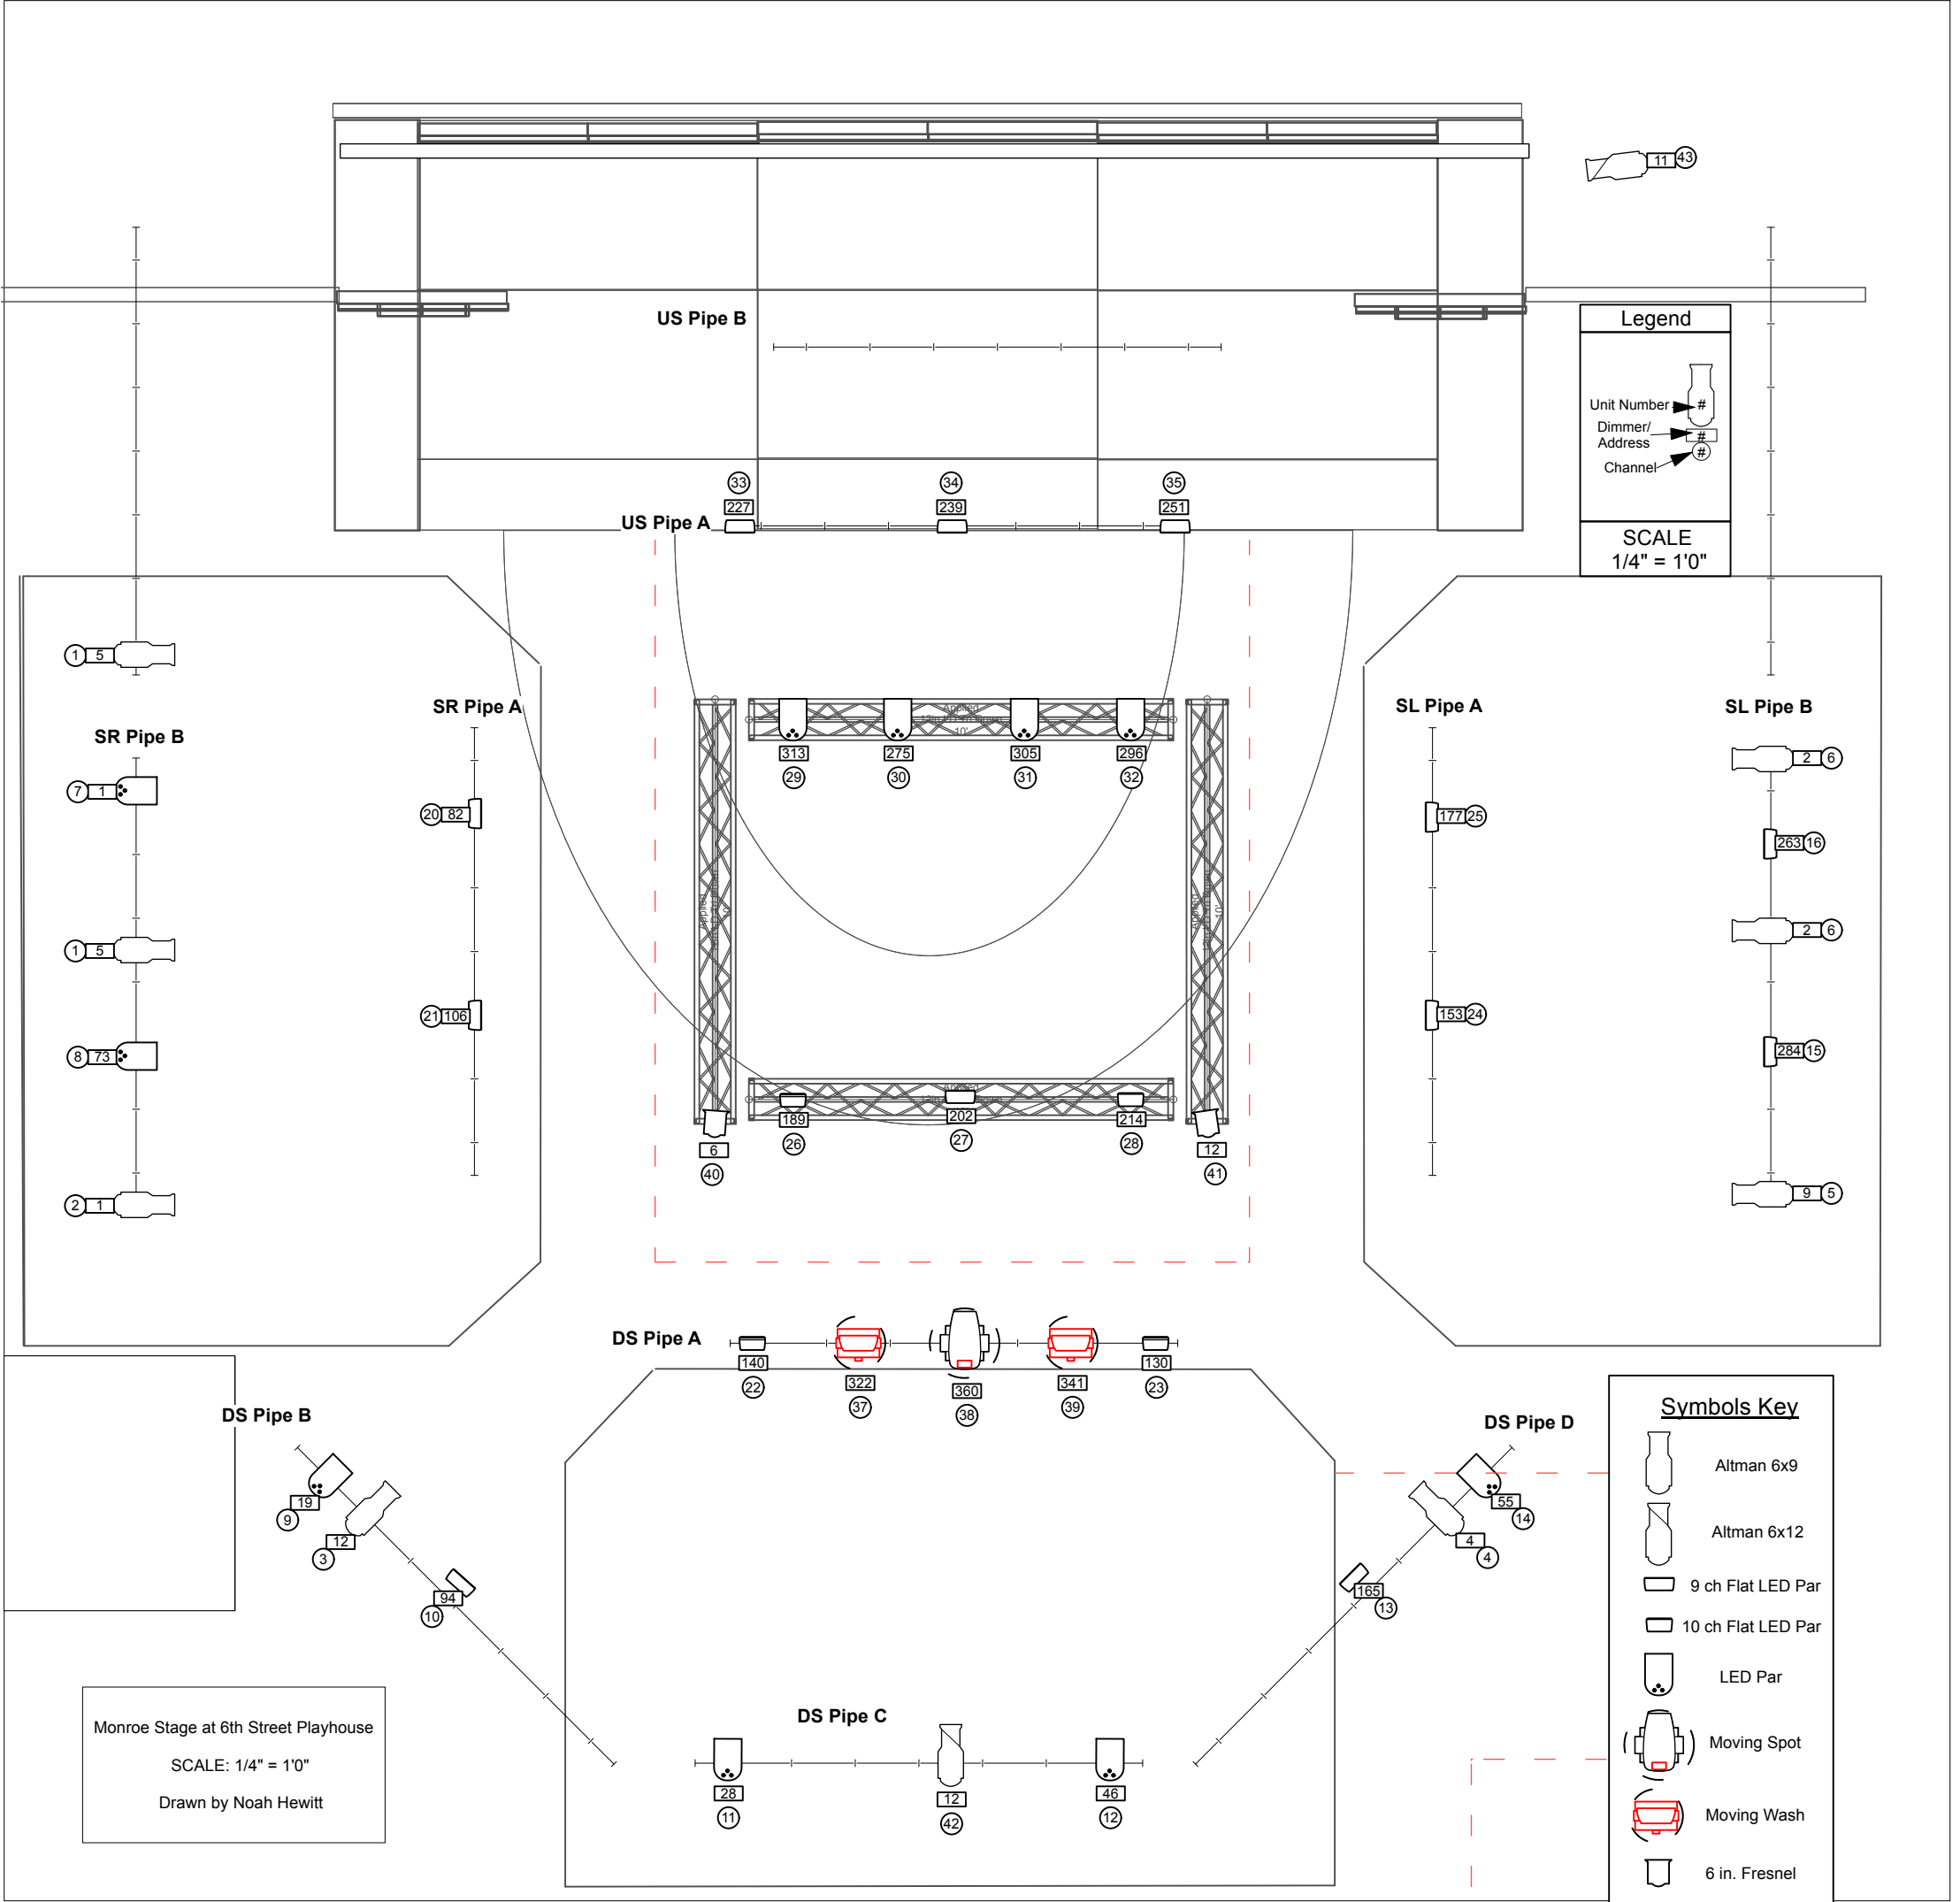 11 43
US Pipe B
Legend
Unit Number #
Dimmer/
Address
#
Channel #
SCALE
1/4" = 1'0"
33 34 35
227 239 251
US Pipe A
1 5
SR Pipe A
SR Pipe B
SL Pipe A
SL Pipe B
Applied
10'
313 275 305 296
29 30 31 32
7 1
20 82
177 25
2 6
263 16
Applied
Applied
10'
1 5
2 6
21 106
153 24
8 73
284 15
Applied
189 202 214
26 27 28
6 12
40 41
2 1
9 5
DS Pipe A
140 322 360 341 130
22 37 38 39 23
DS Pipe B
DS Pipe D
19
9
12
3
94
10
55
14
4
4
165
13
Symbols Key
Altman 6x9
Altman 6x12
9 ch Flat LED Par
10 ch Flat LED Par
LED Par
Moving Spot
Moving Wash
6 in. Fresnel
DS Pipe C
28 12 46
11 42 12
Monroe Stage at 6th Street Playhouse
SCALE: 1/4" = 1'0"
Drawn by Noah Hewitt